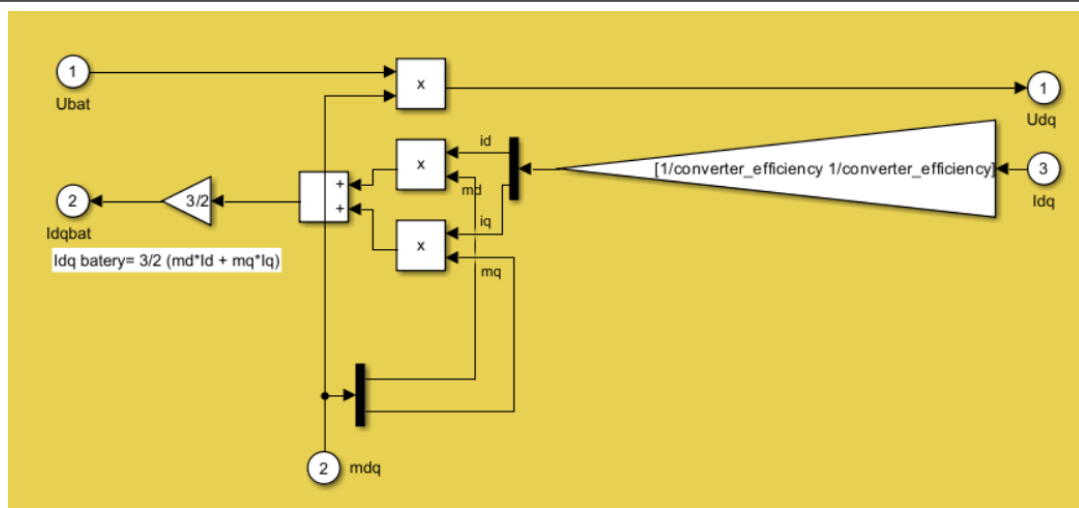 1
Ubat
x
1
Udq
id
x
md
[1/converter_efficiency 1/converter_efficiency]
3
Idq
+
+
3/2
2
Idqbat
iq
x
mq
Idq batery= 3/2 (md*Id + mq*Iq)
2
mdq